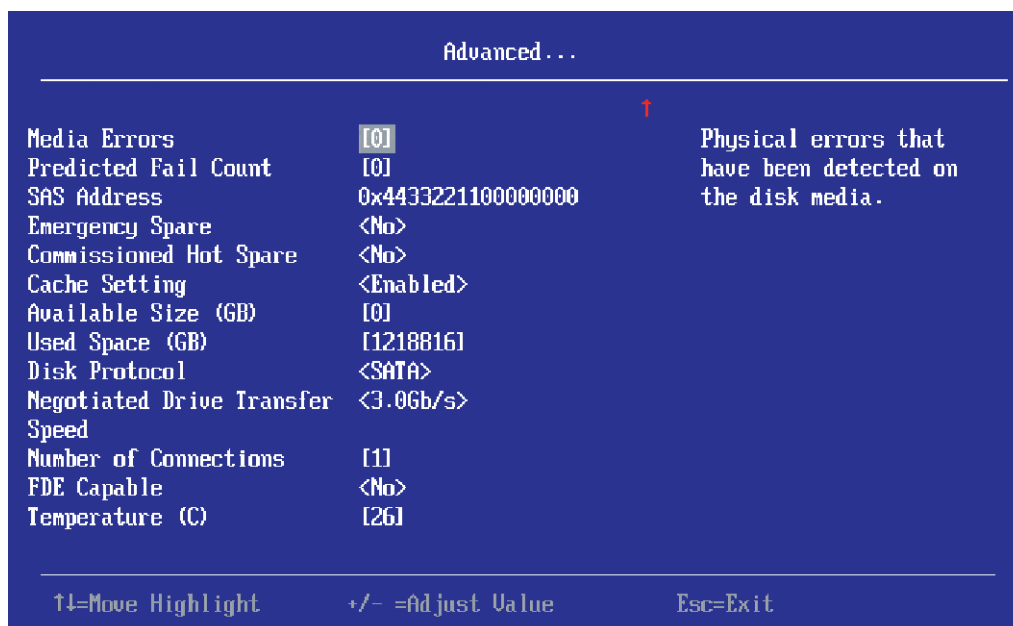 Advanced...
↑
Media Errors [0] Physical errors that
Predicted Fail Count [0] have been detected on
SAS Address 0x4433221100000000 the disk media.
Emergency Spare <No>
Commissioned Hot Spare <No>
Cache Setting <Enabled>
Available Size (GB) [0]
Used Space (GB) [1218816]
Disk Protocol <SATA>
Negotiated Drive Transfer <3.0Gb/s>
Speed
Number of Connections [1]
FDE Capable <No>
Temperature (C) [26]
↑↓=Move Highlight +/- =Adjust Value Esc=Exit